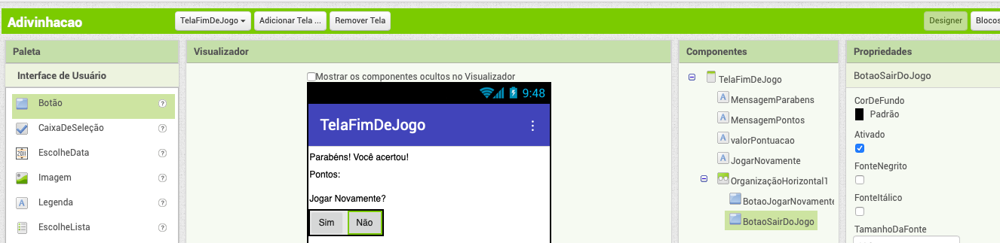 Adivinhacao
TelaFimDeJogo
Adicionar Tela ...
Remover Tela
Designer
Blocos
Paleta
Interface de Usuário
Botão
?
CaixaDeSeleção
?
EscolheData
?
Imagem
?
Legenda
?
EscolheLista
?
Visualizador
Mostrar os componentes ocultos no Visualizador
9:48
TelaFimDeJogo
Parabéns! Você acertou!
Pontos:
Jogar Novamente?
Sim
Não
Componentes
TelaFimDeJogo
A MensagemParabens
A MensagemPontos
A valorPontuacao
A JogarNovamente
OrganizaçãoHorizontal1
BotaoJogarNovamente
BotaoSairDoJogo
Propriedades
BotaoSairDoJogo
CorDeFundo
Padrão
Ativado
FonteNegrito
FonteItálico
TamanhoDaFonte